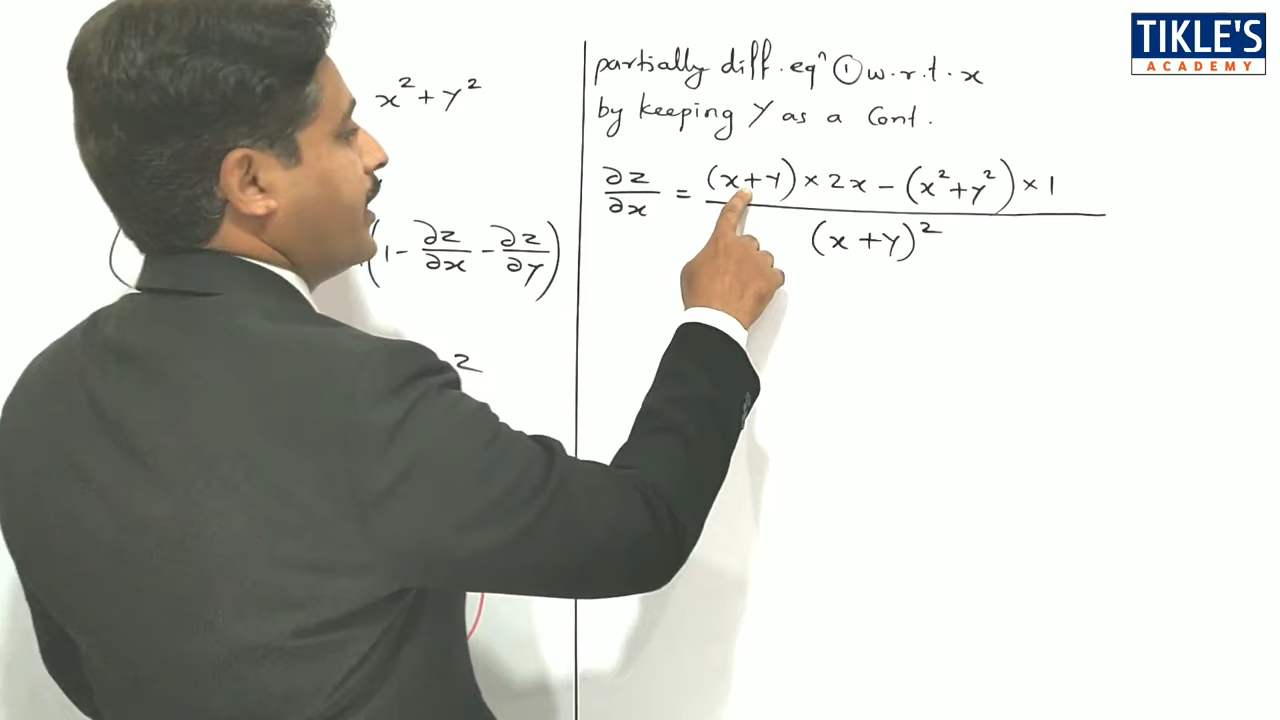 TIKLE'S
ACADEMY
x² + y²
(1 - ∂z/∂x - ∂z/∂y)
2
partially diff. eqⁿ ① w.r.t. x
by keeping y as a Cont.
∂z/∂x = (x+y) × 2x - (x² + y²) × 1
(x + y)²